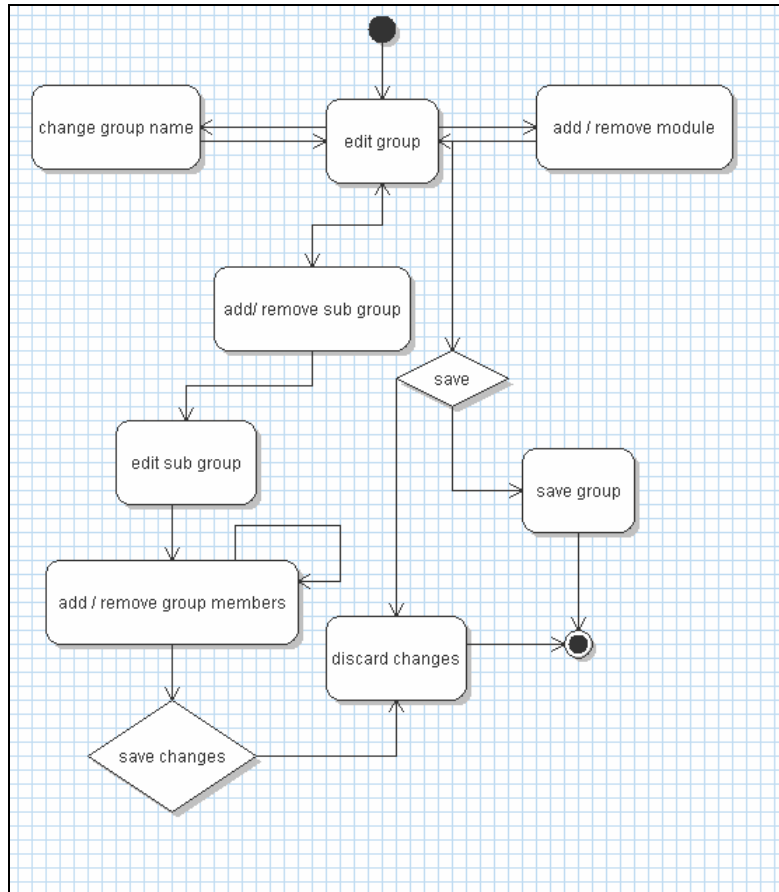 change group name
edit group
add / remove module
add/ remove sub group
save
edit sub group
save group
add / remove group members
discard changes
save changes